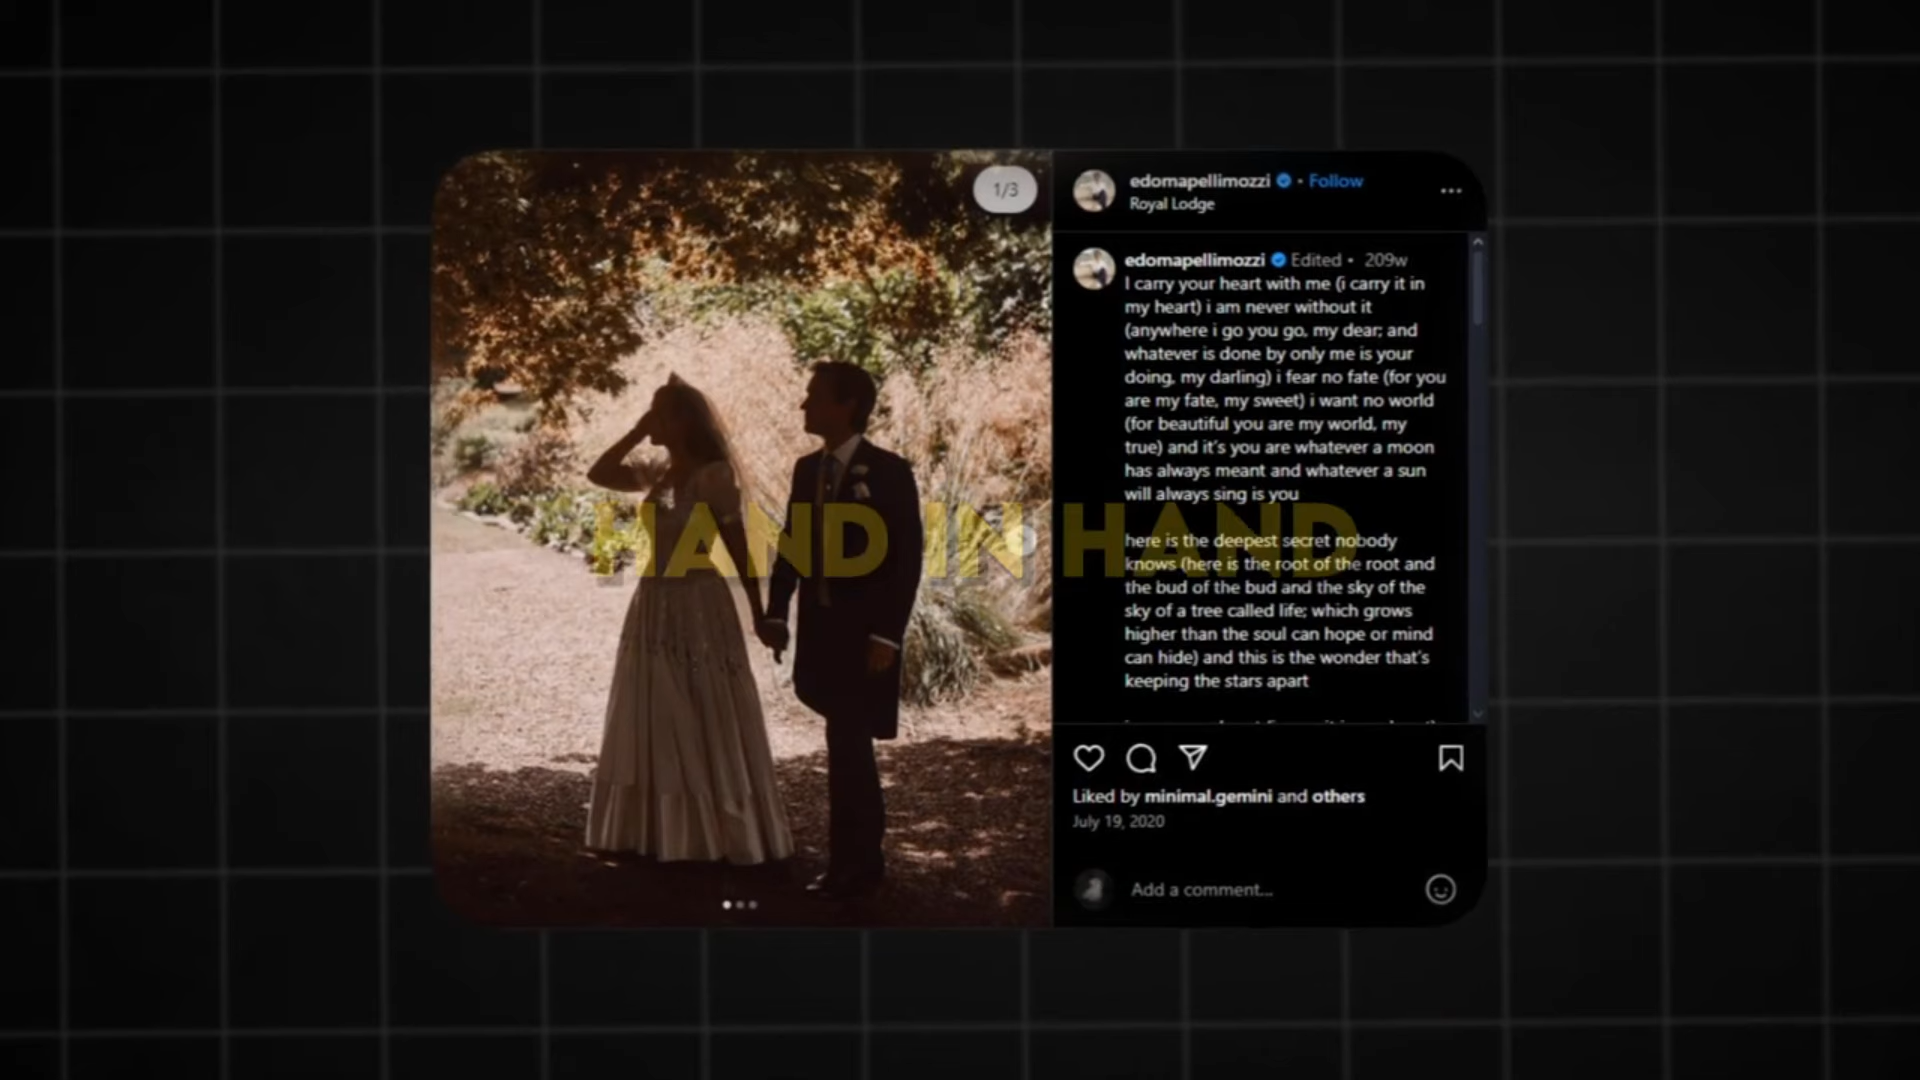 1/3
edomapellimozzi • Follow
Royal Lodge
edomapellimozzi Edited • 209w
I carry your heart with me (i carry it in
my heart) i am never without it
(anywhere i go you go, my dear; and
whatever is done by only me is your
doing, my darling) i fear no fate (for you
are my fate, my sweet) i want no world
(for beautiful you are my world, my
true) and it's you are whatever a moon
has always meant and whatever a sun
will always sing is you
HAND IN HAND
here is the deepest secret nobody
knows (here is the root of the root and
the bud of the bud and the sky of the
sky of a tree called life; which grows
higher than the soul can hope or mind
can hide) and this is the wonder that's
keeping the stars apart
Liked by minimal.gemini and others
July 19, 2020
Add a comment...